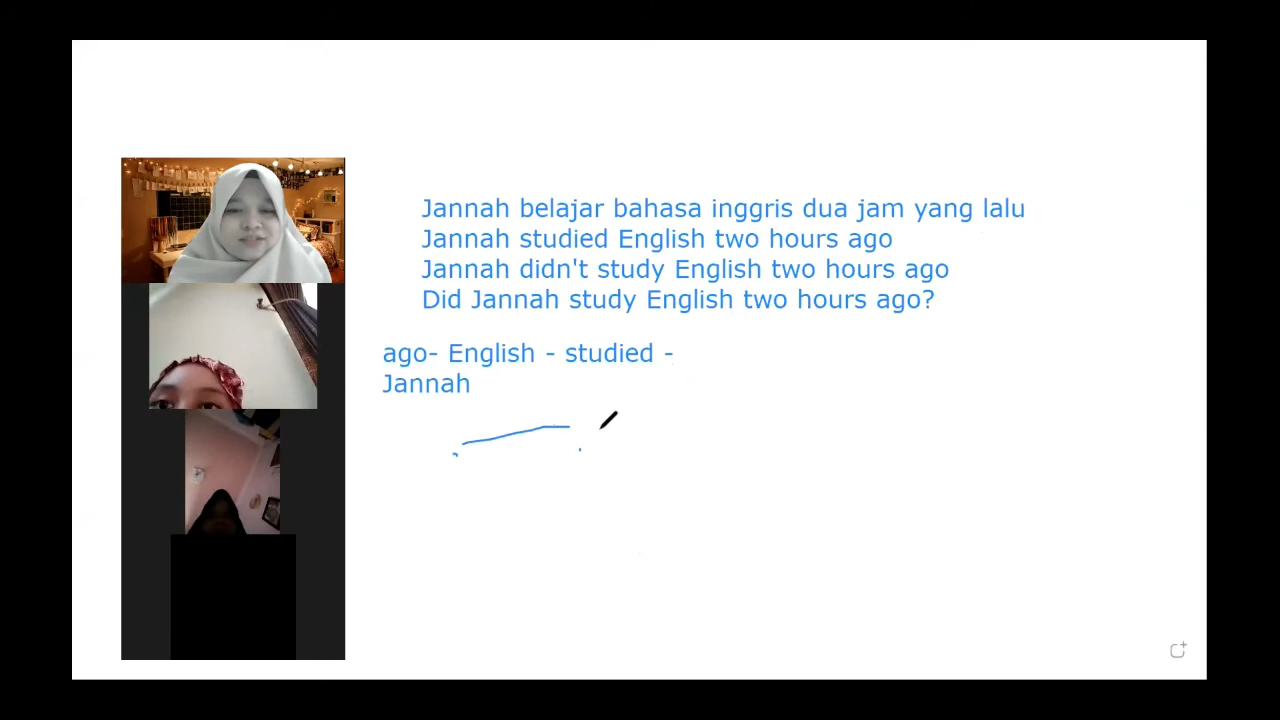 Jannah belajar bahasa inggris dua jam yang lalu
Jannah studied English two hours ago
Jannah didn't study English two hours ago
Did Jannah study English two hours ago?
ago- English - studied -
Jannah